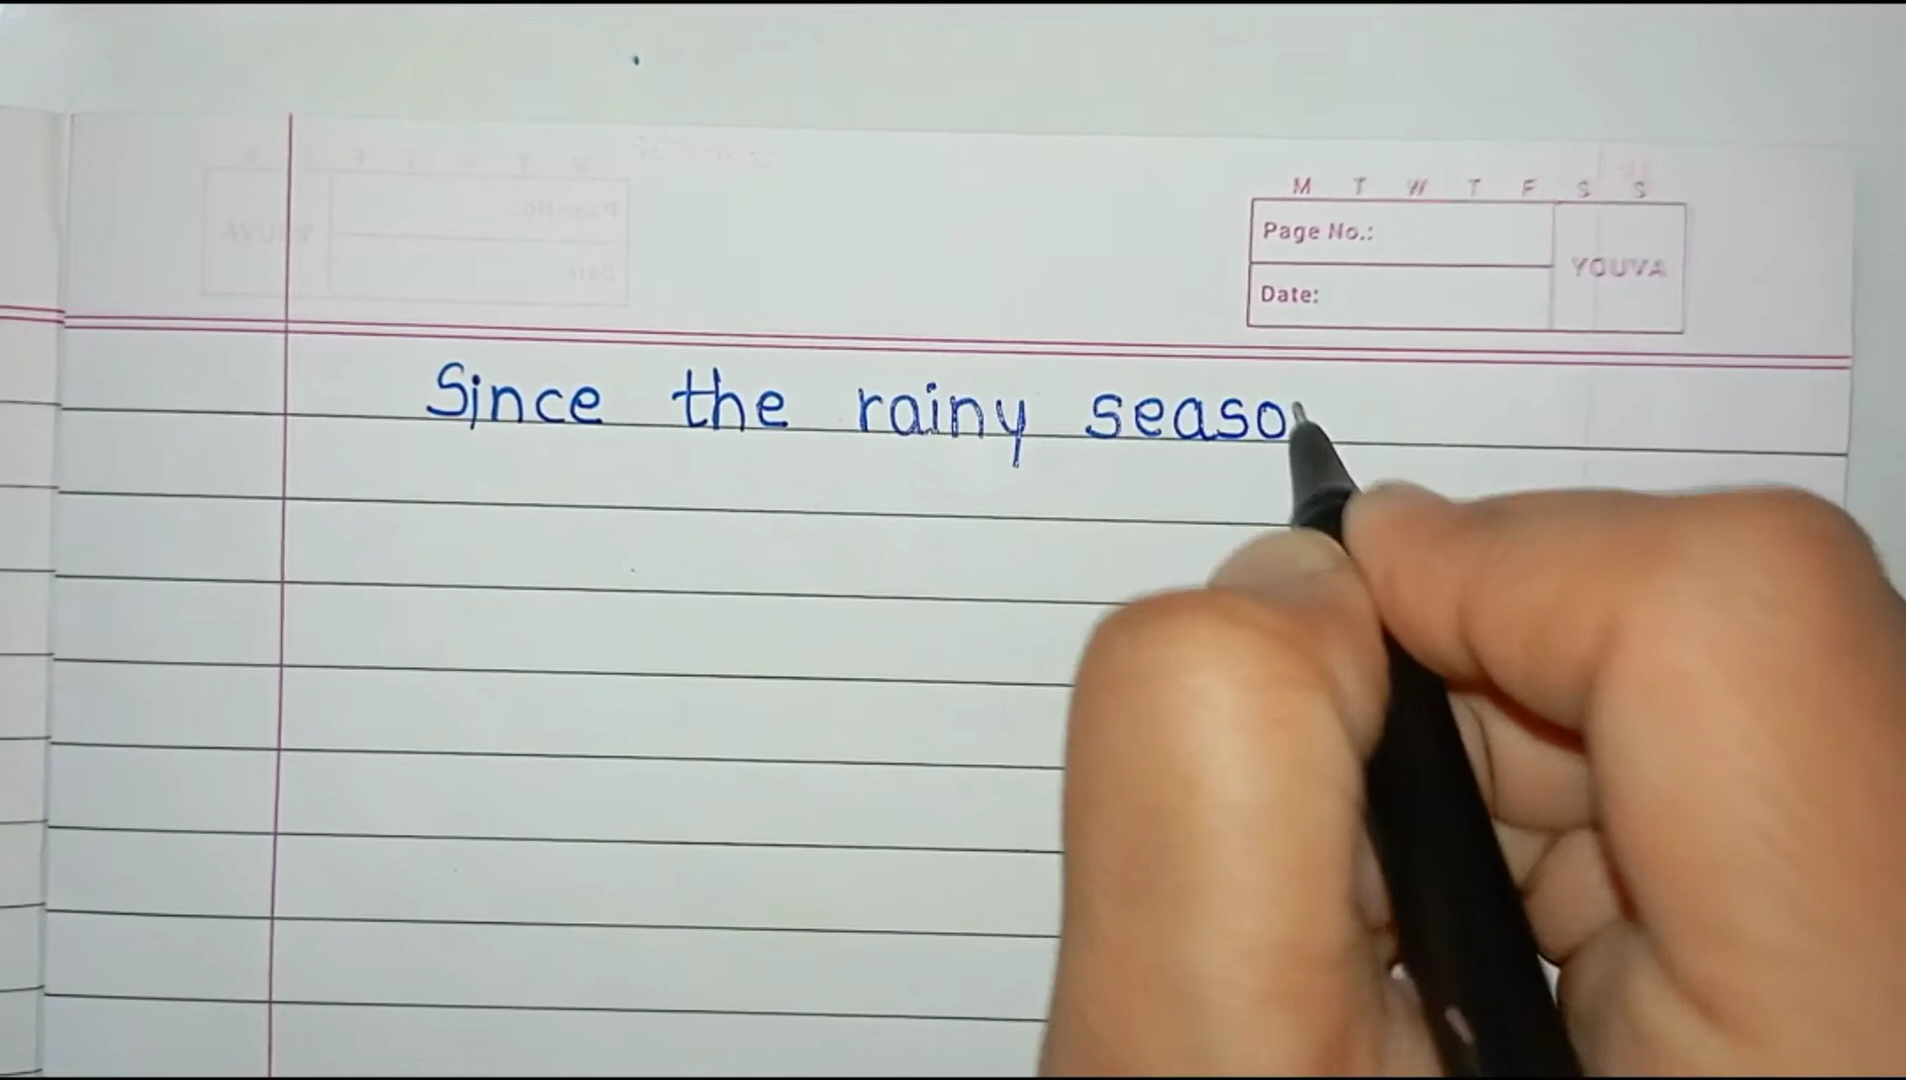 M T W T F S S
Page No.:
YOUVA
Date:
Since the rainy seaso